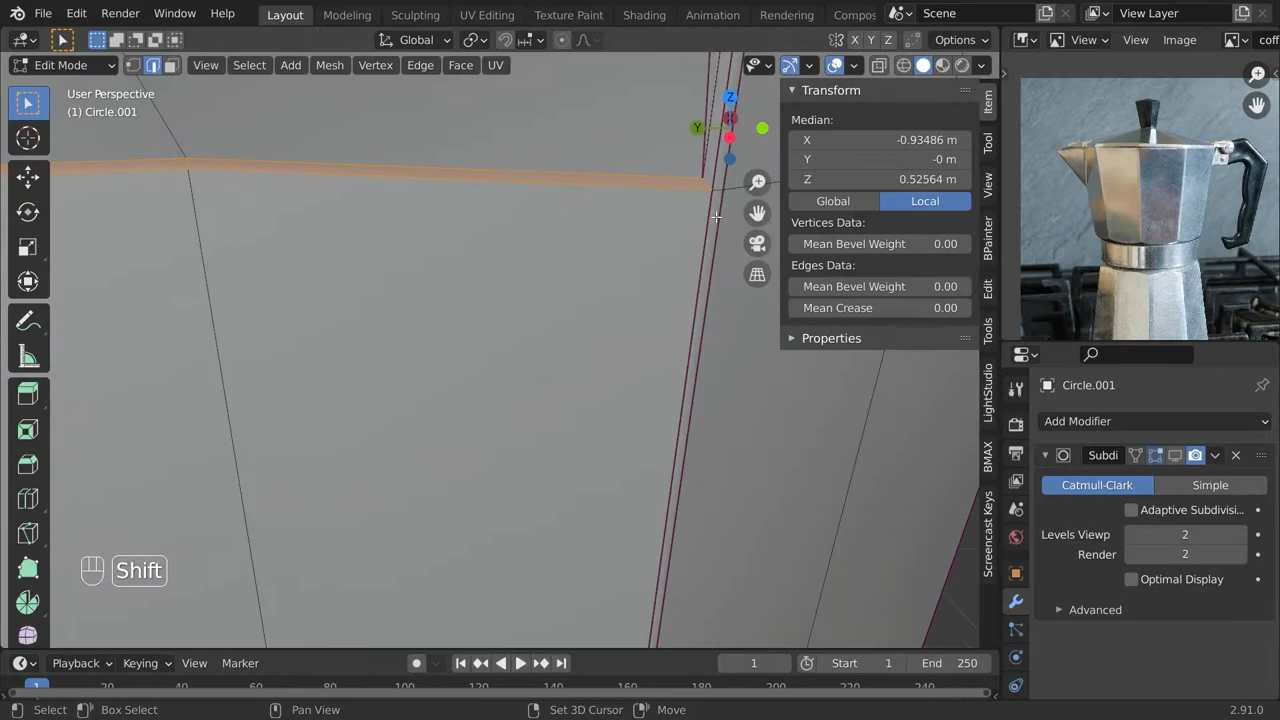 File Edit Render Window Help Layout Modeling Sculpting UV Editing Texture Paint Shading Animation Rendering Compos Scene View Layer
Global X Y Z Options View View Image coff
Edit Mode View Select Add Mesh Vertex Edge Face UV
User Perspective
(1) Circle.001
Z
Y
Transform
Median:
X -0.93486 m
Y -0 m
Z 0.52564 m
Global Local
Vertices Data:
Mean Bevel Weight 0.00
Edges Data:
Mean Bevel Weight 0.00
Mean Crease 0.00
Properties
Item
Tool
View
BPainter
Edit
Tools
LightStudio
BMAX
Screencast Keys
Circle.001
Add Modifier
Subdi
Catmull-Clark Simple
Adaptive Subdivisi...
Levels Viewp 2
Render 2
Optimal Display
Advanced
Shift
Playback Keying View Marker 1 Start 1 End 250
1 20 40 60 80 100 120 140 160 180 200 220 240
Select Box Select Pan View Set 3D Cursor Move 2.91.0